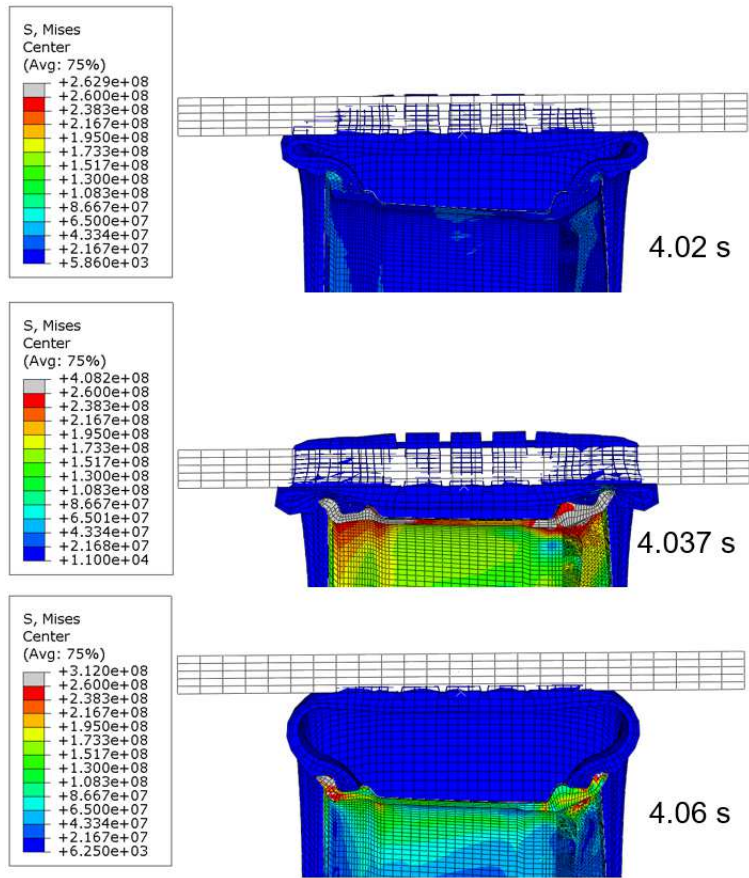 S, Mises
Center
(Avg: 75%)
+2.629e+08
+2.600e+08
+2.383e+08
+2.167e+08
+1.950e+08
+1.733e+08
+1.517e+08
+1.300e+08
+1.083e+08
+8.667e+07
+6.500e+07
+4.334e+07
+2.167e+07
+5.860e+03
4.02 s
S, Mises
Center
(Avg: 75%)
+4.082e+08
+2.600e+08
+2.383e+08
+2.167e+08
+1.950e+08
+1.733e+08
+1.517e+08
+1.300e+08
+1.083e+08
+8.667e+07
+6.501e+07
+4.334e+07
+2.168e+07
+1.100e+04
4.037 s
S, Mises
Center
(Avg: 75%)
+3.120e+08
+2.600e+08
+2.383e+08
+2.167e+08
+1.950e+08
+1.733e+08
+1.517e+08
+1.300e+08
+1.083e+08
+8.667e+07
+6.500e+07
+4.334e+07
+2.167e+07
+6.250e+03
4.06 s